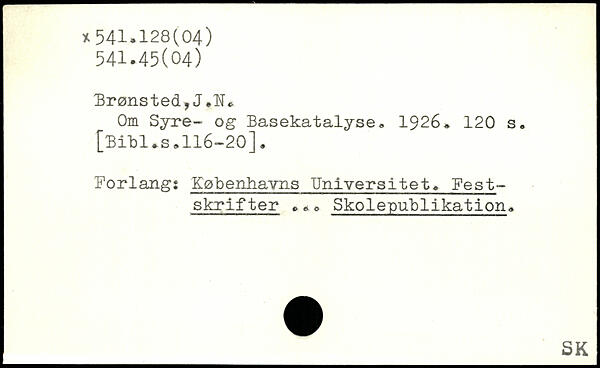 x 541.128(04)
541.45(04)
Brønsted,J.N.
Om Syre- og Basekatalyse. 1926. 120 s.
[Bibl.s.116-20].
Forlang: Københavns Universitet. Fest-
skrifter ... Skolepublikation.
SK